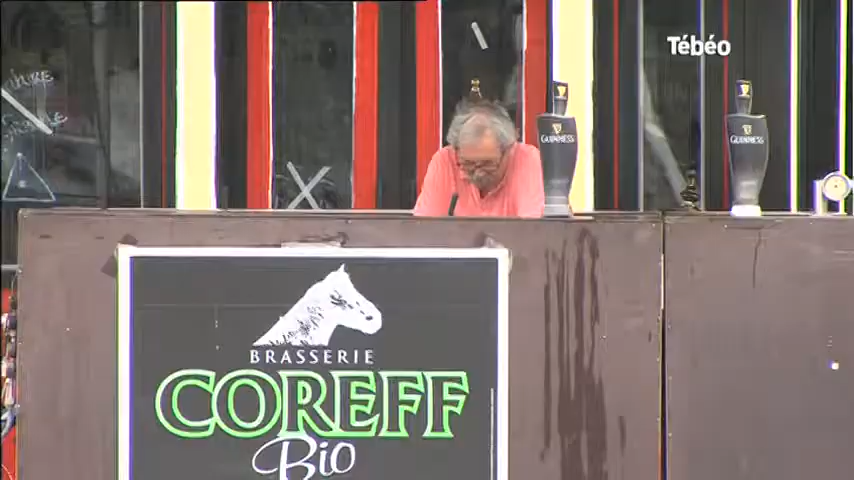 Tébéo
GUINNESS
GUINNESS
BRASSERIE
COREFF
Bio